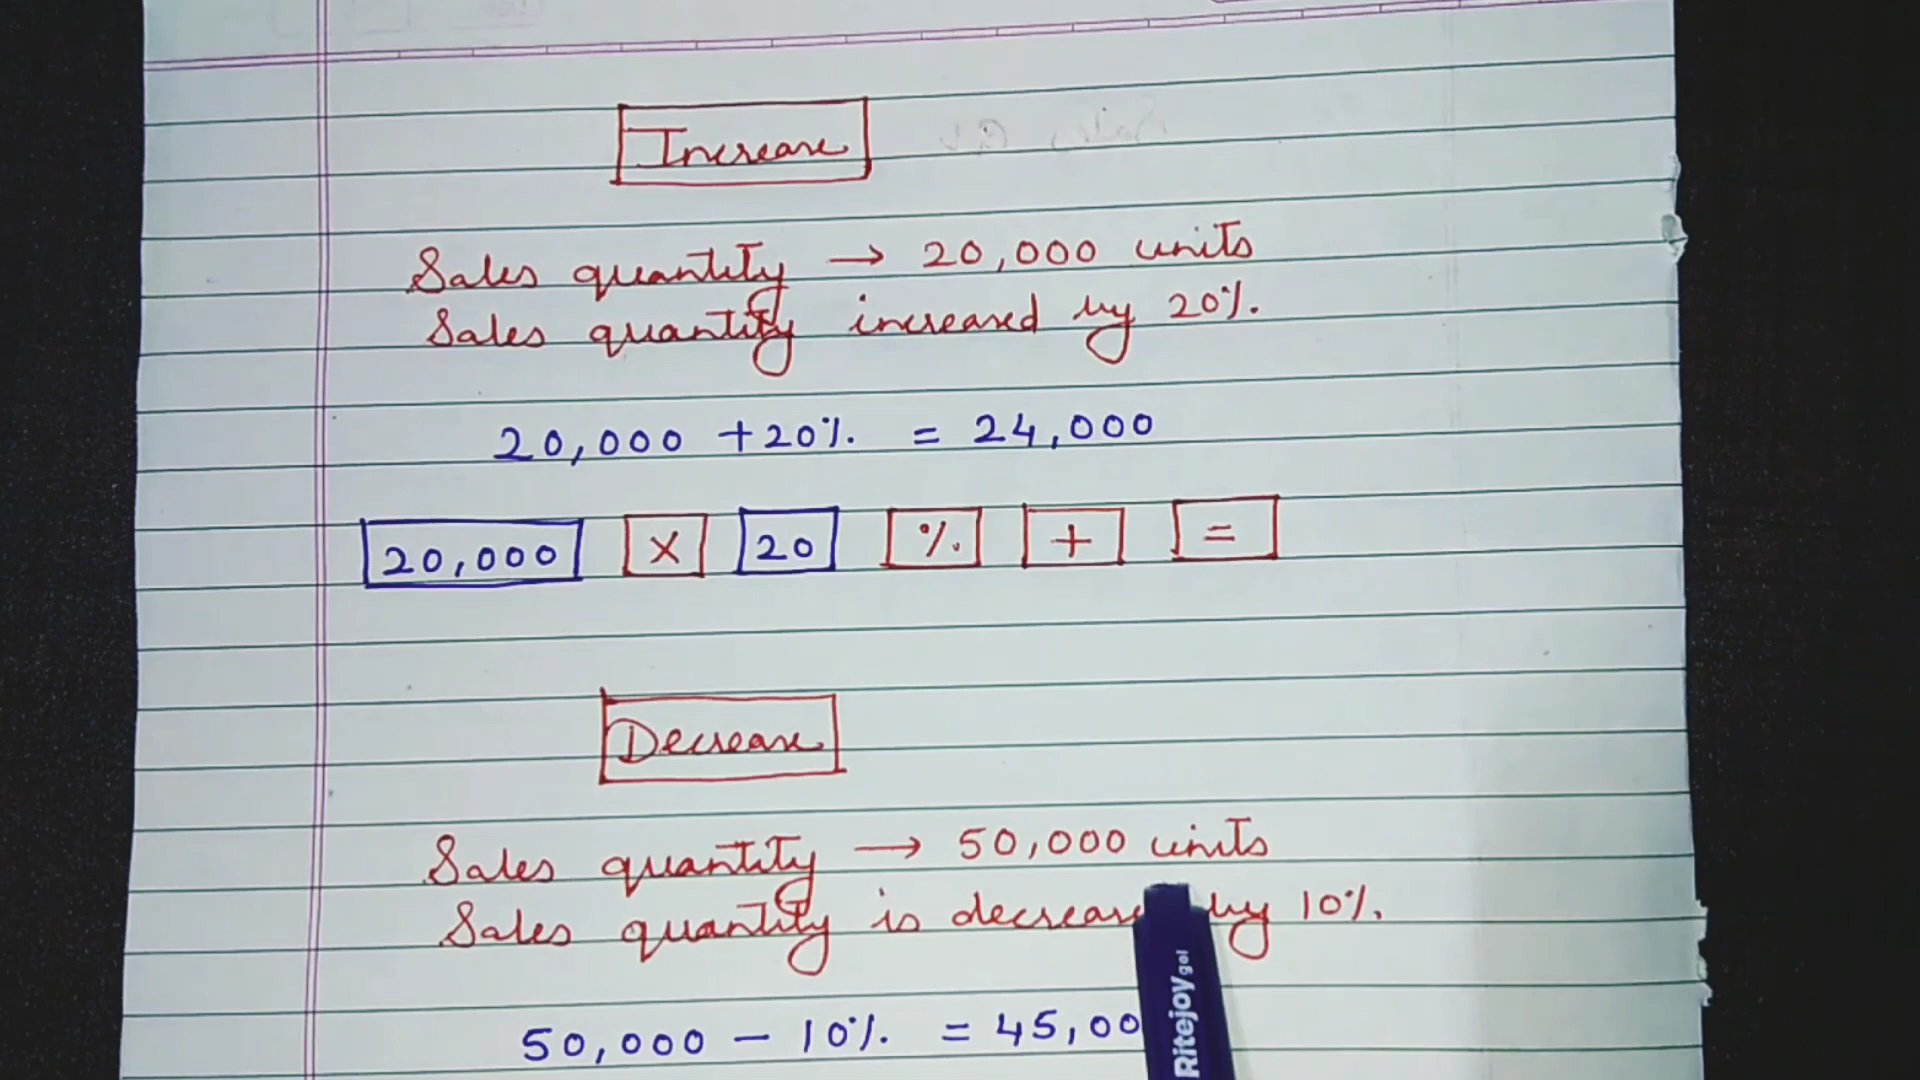 Increase
Sales quantity → 20,000 units
Sales quantity increased by 20%.
20,000 +20% = 24,000
20,000 × 20 % + =
Decrease
Sales quantity → 50,000 units
Sales quantity is decrease by 10%.
50,000 - 10% = 45,00
Ritejoy gel